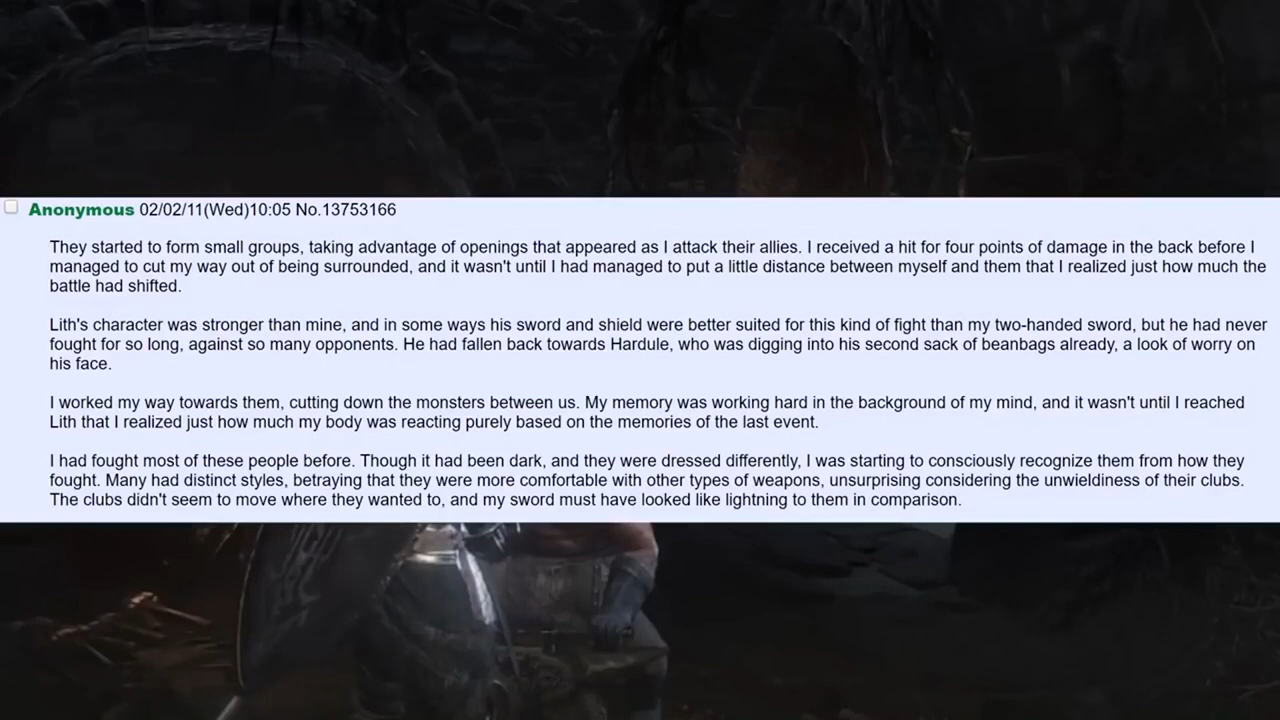 Anonymous 02/02/11(Wed)10:05 No.13753166
They started to form small groups, taking advantage of openings that appeared as I attack their allies. I received a hit for four points of damage in the back before I
managed to cut my way out of being surrounded, and it wasn't until I had managed to put a little distance between myself and them that I realized just how much the
battle had shifted.
Lith's character was stronger than mine, and in some ways his sword and shield were better suited for this kind of fight than my two-handed sword, but he had never
fought for so long, against so many opponents. He had fallen back towards Hardule, who was digging into his second sack of beanbags already, a look of worry on
his face.
I worked my way towards them, cutting down the monsters between us. My memory was working hard in the background of my mind, and it wasn't until I reached
Lith that I realized just how much my body was reacting purely based on the memories of the last event.
I had fought most of these people before. Though it had been dark, and they were dressed differently, I was starting to consciously recognize them from how they
fought. Many had distinct styles, betraying that they were more comfortable with other types of weapons, unsurprising considering the unwieldiness of their clubs.
The clubs didn't seem to move where they wanted to, and my sword must have looked like lightning to them in comparison.